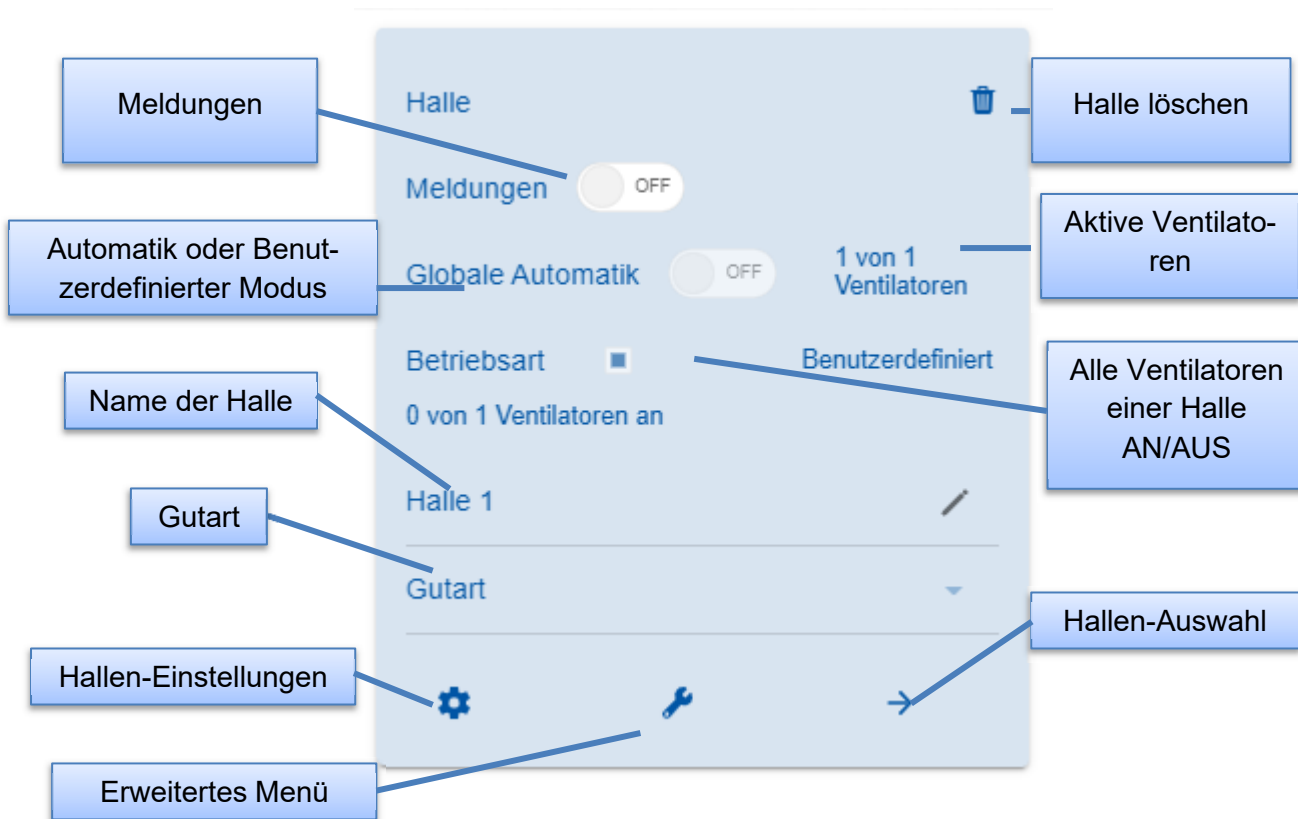 Meldungen
Halle
Halle löschen
Meldungen
OFF
Automatik oder Benut-
zerdefinierter Modus
Globale Automatik
OFF
1 von 1
Ventilatoren
Aktive Ventilato-
ren
Betriebsart
Benutzerdefiniert
Alle Ventilatoren
einer Halle
AN/AUS
Name der Halle
0 von 1 Ventilatoren an
Halle 1
Gutart
Gutart
Hallen-Auswahl
Hallen-Einstellungen
Erweitertes Menü